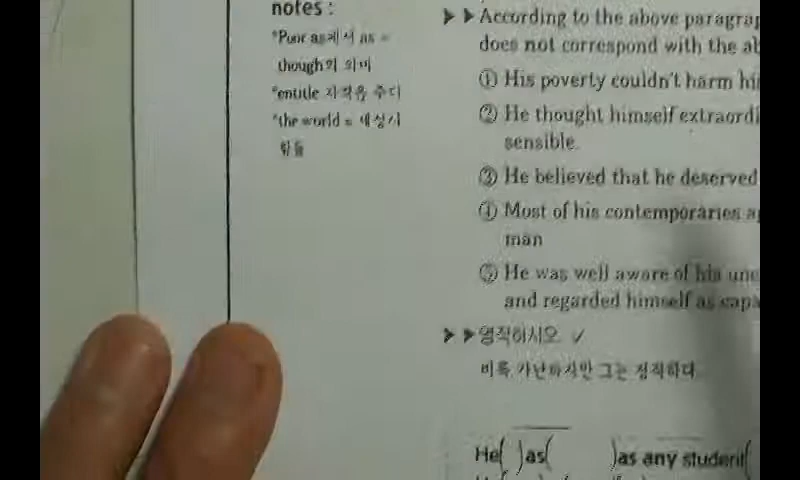 notes :
*Poor as에서 as =
though의 의미
*entitle 자격을 주다
*the world = 세상사
람들
According to the above paragrap
does not correspond with the ab
① His poverty couldn't harm hi
② He thought himself extraordi
sensible.
③ He believed that he deserved
④ Most of his contemporaries a
man
⑤ He was well aware of his un
and regarded himself as capa
영작하시오. ✓
비록 가난하지만 그는 정직하다
He( )as( )as any student(